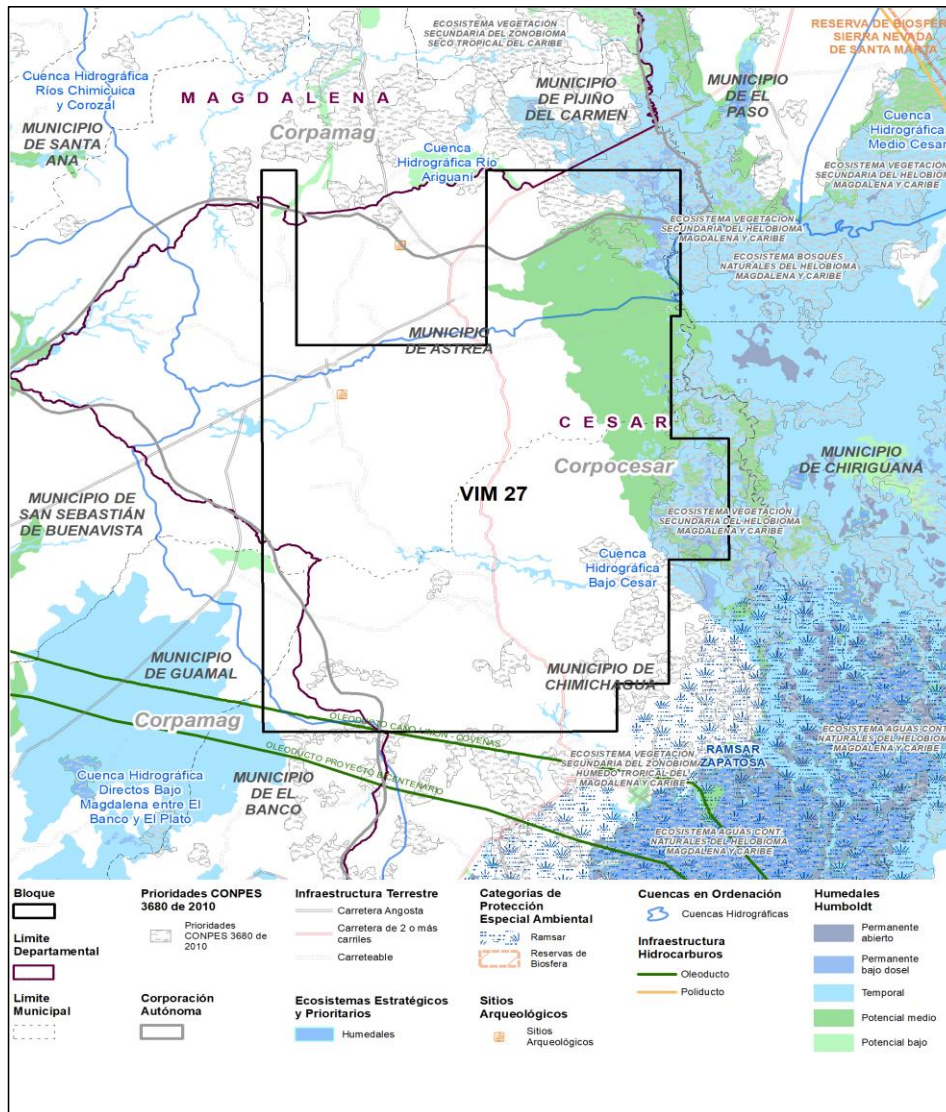 ECOSISTEMA VEGETACIÓN
SECUNDARIA DEL ZONOBIOMA
SECO TROPICAL DEL CARIBE
RESERVA DE BIOSFER
SIERRA NEVADA
DE SANTA MARTA
Cuenca Hidrográfica
Ríos Chimicuica
y Corozal
MAGDALENA
Corpamag
MUNICIPIO
DE SANTA
ANA
MUNICIPIO
DE PIJIÑO
DEL CARMEN
MUNICIPIO
DE EL
PASO
Cuenca
Hidrográfica Río
Ariguaní
Cuenca
Hidrográfica
Medio Cesar
ECOSISTEMA VEGETACIÓN
SECUNDARIA DEL HELOBIOMA
MAGDALENA Y CARIBE
ECOSISTEMA VEGETACIÓN
SECUNDARIA DEL HELOBIOMA
MAGDALENA Y CARIBE
ECOSISTEMA BOSQUES
NATURALES DEL HELOBIOMA
MAGDALENA Y CARIBE
MUNICIPIO
DE ASTREA
CESAR
Corpocesar
MUNICIPIO
DE CHIRIGUANÁ
VIM 27
MUNICIPIO DE
SAN SEBASTIÁN
DE BUENAVISTA
ECOSISTEMA VEGETACIÓN
SECUNDARIA DEL HELOBIOMA
MAGDALENA Y CARIBE
Cuenca
Hidrográfica
Bajo Cesar
MUNICIPIO
DE GUAMAL
MUNICIPIO DE
CHIMICHAGUA
Corpamag
OLEODUCTO CAÑO LIMÓN - COVEÑAS
OLEODUCTO PROYECTO BICENTENARIO
ECOSISTEMA VEGETACIÓN
SECUNDARIA DEL ZONOBIOMA
HUMEDO TROPICAL DEL
MAGDALENA Y CARIBE
RAMSAR
ZAPATOSA
ECOSISTEMA AGUAS CONT.
NATURALES DEL HELOBIOMA
MAGDALENA Y CARIBE
Cuenca Hidrográfica
Directos Bajo
Magdalena entre El
Banco y El Plato
MUNICIPIO
DE EL
BANCO
ECOSISTEMA AGUAS CONT.
NATURALES DEL HELOBIOMA
MAGDALENA Y CARIBE
Bloque
Límite
Departamental
Límite
Municipal
Prioridades CONPES
3680 de 2010
Prioridades
CONPES 3680 de
2010
Corporación
Autónoma
Infraestructura Terrestre
Carretera Angosta
Carretera de 2 o más
carriles
Carreteable
Ecosistemas Estratégicos
y Prioritarios
Humedales
Categorias de
Protección
Especial Ambiental
Ramsar
Reservas de
Biosfera
Sitios
Arqueológicos
Sitios
Arqueológicos
Cuencas en Ordenación
Cuencas Hidrográficas
Infraestructura
Hidrocarburos
Oleoducto
Poliducto
Humedales
Humboldt
Permanente
abierto
Permanente
bajo dosel
Temporal
Potencial medio
Potencial bajo